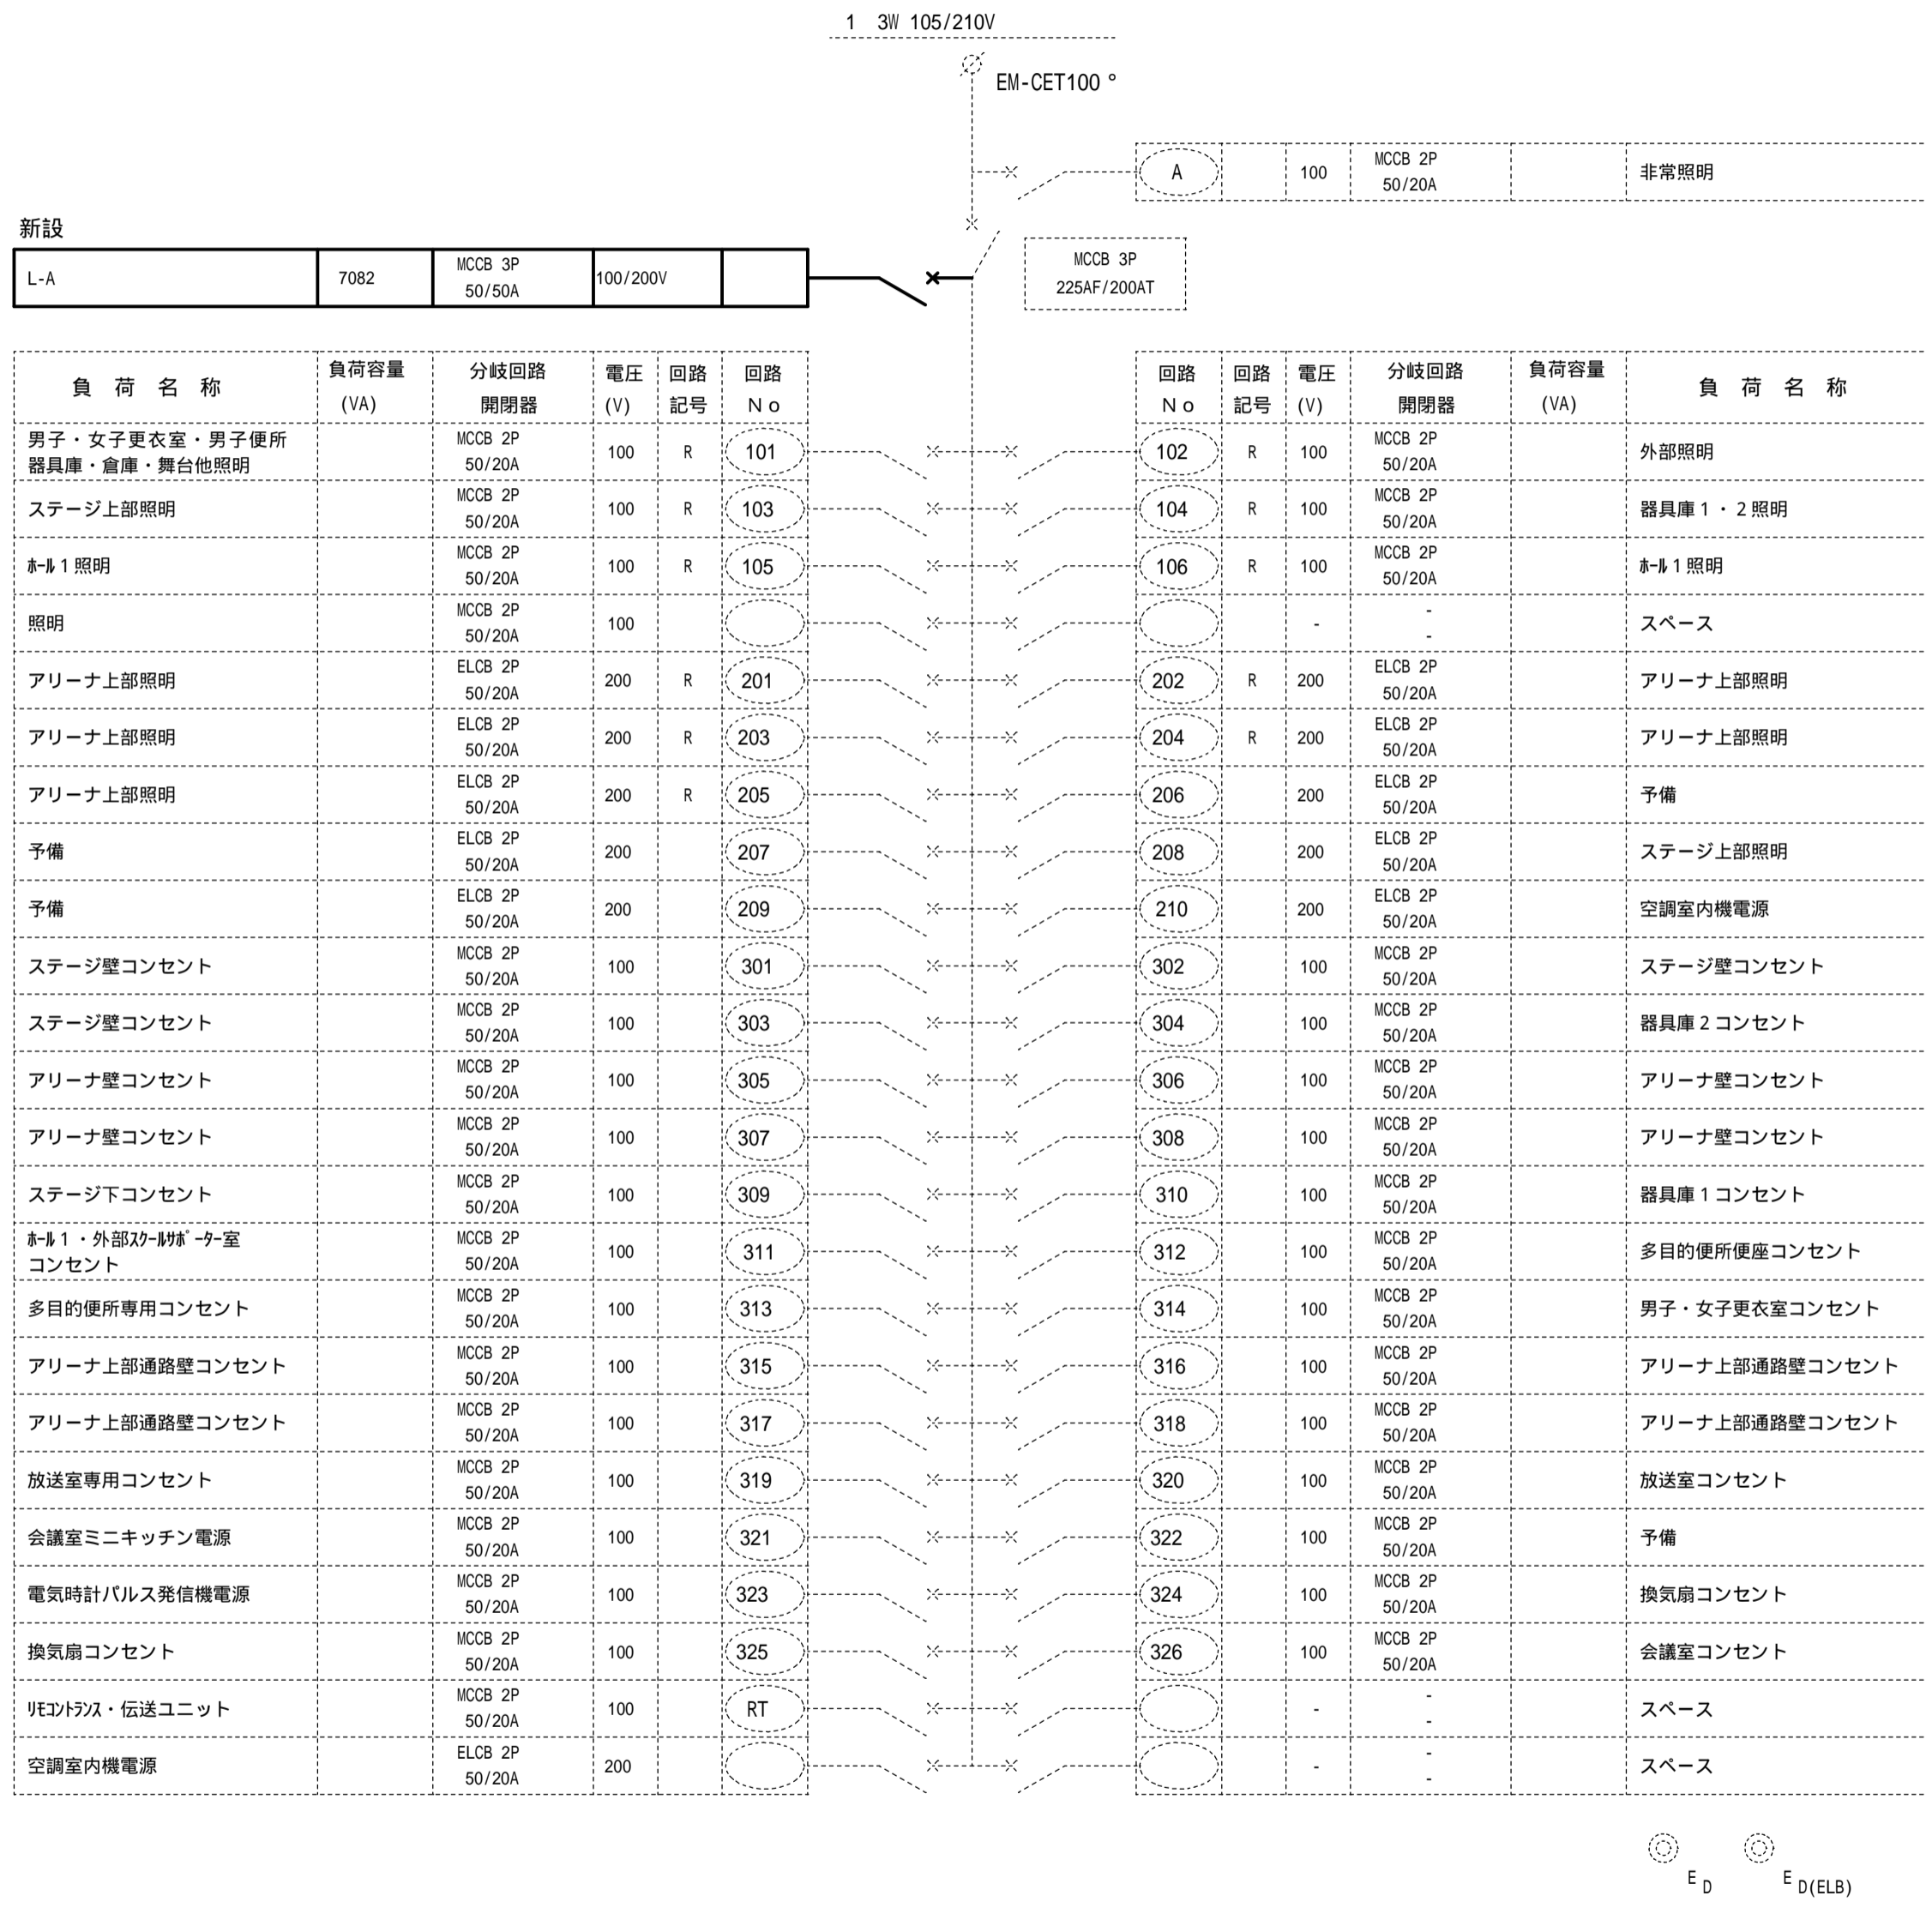 1 3W 105/210V
EM-CET100 °
A 100 MCCB 2P 非常照明
50/20A
新設
L-A 7082 MCCB 3P 100/200V
50/50A
MCCB 3P
225AF/200AT
負 荷 名 称 負荷容量 分岐回路 電圧 回路 回路
(VA) 開閉器 (V) 記号 No
回路 回路 電圧 分岐回路 負荷容量 負 荷 名 称
No 記号 (V) 開閉器 (VA)
男子・女子更衣室・男子便所 MCCB 2P 100 R 101
器具庫・倉庫・舞台他照明 50/20A
102 R 100 MCCB 2P 外部照明
50/20A
ステージ上部照明 MCCB 2P 100 R 103
50/20A
104 R 100 MCCB 2P 器具庫1・2照明
50/20A
ﾎｰﾙ1照明 MCCB 2P 100 R 105
50/20A
106 R 100 MCCB 2P ﾎｰﾙ1照明
50/20A
照明 MCCB 2P 100
50/20A
- - スペース
-
アリーナ上部照明 ELCB 2P 200 R 201
50/20A
202 R 200 ELCB 2P アリーナ上部照明
50/20A
アリーナ上部照明 ELCB 2P 200 R 203
50/20A
204 R 200 ELCB 2P アリーナ上部照明
50/20A
アリーナ上部照明 ELCB 2P 200 R 205
50/20A
206 200 ELCB 2P 予備
50/20A
予備 ELCB 2P 200 207
50/20A
208 200 ELCB 2P ステージ上部照明
50/20A
予備 ELCB 2P 200 209
50/20A
210 200 ELCB 2P 空調室内機電源
50/20A
ステージ壁コンセント MCCB 2P 100 301
50/20A
302 100 MCCB 2P ステージ壁コンセント
50/20A
ステージ壁コンセント MCCB 2P 100 303
50/20A
304 100 MCCB 2P 器具庫2コンセント
50/20A
アリーナ壁コンセント MCCB 2P 100 305
50/20A
306 100 MCCB 2P アリーナ壁コンセント
50/20A
アリーナ壁コンセント MCCB 2P 100 307
50/20A
308 100 MCCB 2P アリーナ壁コンセント
50/20A
ステージ下コンセント MCCB 2P 100 309
50/20A
310 100 MCCB 2P 器具庫1コンセント
50/20A
ﾎｰﾙ1・外部ｽｸｰﾙｻﾎﾟｰﾀｰ室 MCCB 2P 100 311
コンセント 50/20A
312 100 MCCB 2P 多目的便所便座コンセント
50/20A
多目的便所専用コンセント MCCB 2P 100 313
50/20A
314 100 MCCB 2P 男子・女子更衣室コンセント
50/20A
アリーナ上部通路壁コンセント MCCB 2P 100 315
50/20A
316 100 MCCB 2P アリーナ上部通路壁コンセント
50/20A
アリーナ上部通路壁コンセント MCCB 2P 100 317
50/20A
318 100 MCCB 2P アリーナ上部通路壁コンセント
50/20A
放送室専用コンセント MCCB 2P 100 319
50/20A
320 100 MCCB 2P 放送室コンセント
50/20A
会議室ミニキッチン電源 MCCB 2P 100 321
50/20A
322 100 MCCB 2P 予備
50/20A
電気時計パルス発信機電源 MCCB 2P 100 323
50/20A
324 100 MCCB 2P 換気扇コンセント
50/20A
換気扇コンセント MCCB 2P 100 325
50/20A
326 100 MCCB 2P 会議室コンセント
50/20A
ﾘﾓｺﾝﾄﾗﾝｽ・伝送ユニット MCCB 2P 100 RT
50/20A
- - スペース
-
空調室内機電源 ELCB 2P 200
50/20A
- - スペース
-
E D E D(ELB)